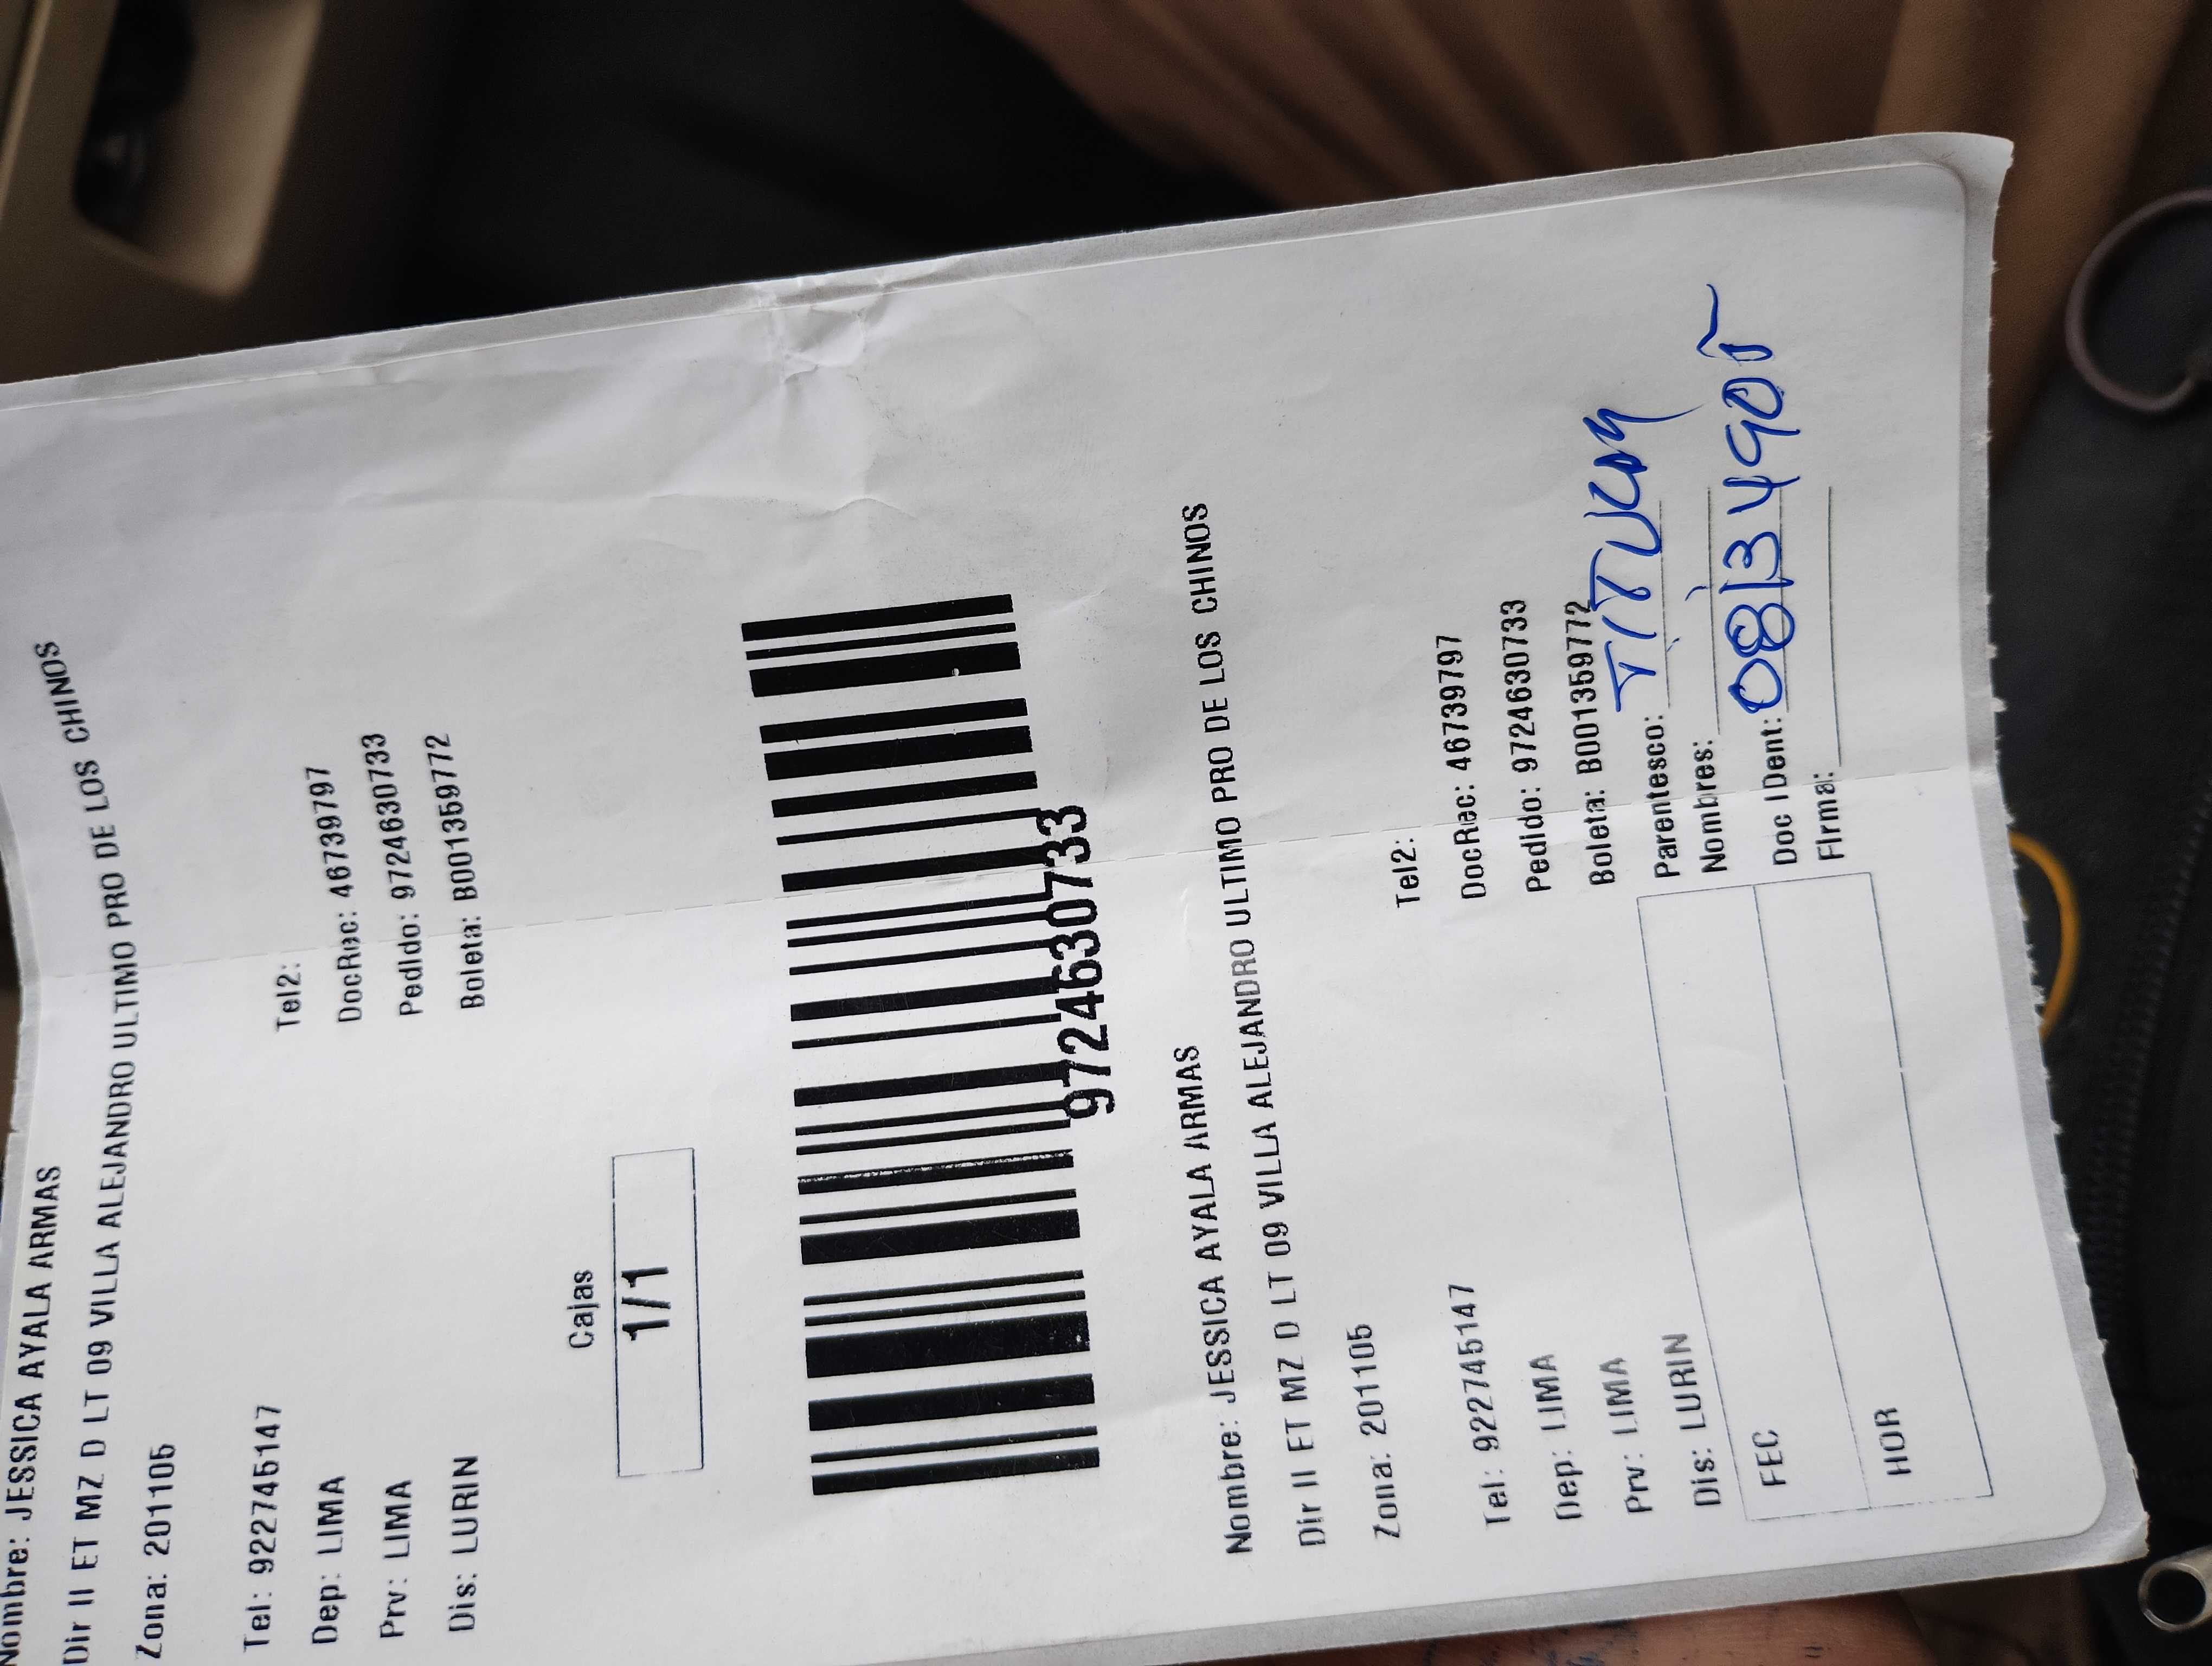 Nombre: JESSICA AYALA ARMAS
Dir II ET MZ D LT 09 VILLA ALEJANDRO ULTIMO PRO DE LOS CHINOS
Zona: 201105
Tel: 922745147
Tel2:
Dep: LIMA
DocRec: 46739797
Prv: LIMA
Pedido: 9724630733
Dis: LURIN
Boleta: B001359772
Cajas
1/1
9724630733
Nombre: JESSICA AYALA ARMAS
Dir II ET MZ D LT 09 VILLA ALEJANDRO ULTIMO PRO DE LOS CHINOS
Zona: 201105
Tel: 922745147
Tel2:
Dep: LIMA
DocRec: 46739797
Prv: LIMA
Pedido: 9724630733
Dis: LURIN
Boleta: B001359772
FEC
HOR
Parentesco: TITULAR
Nombres:
Doc IDent: 08134905
Firma: